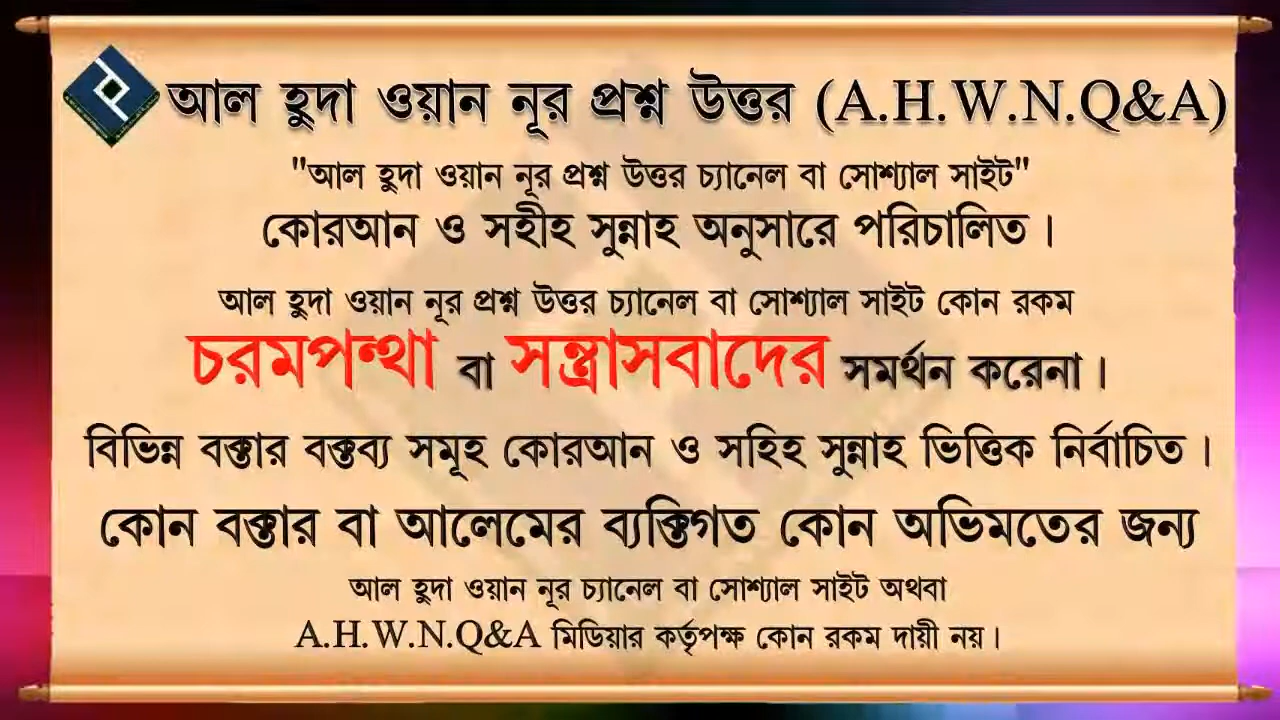 আল হুদা ওয়ান নূর প্রশ্ন উত্তর (A.H.W.N.Q&A)
"আল হুদা ওয়ান নূর প্রশ্ন উত্তর চ্যানেল বা সোশ্যাল সাইট"
কোরআন ও সহীহ সুন্নাহ অনুসারে পরিচালিত।
আল হুদা ওয়ান নূর প্রশ্ন উত্তর চ্যানেল বা সোশ্যাল সাইট কোন রকম
চরমপন্থা বা সন্ত্রাসবাদের সমর্থন করেনা।
বিভিন্ন বক্তার বক্তব্য সমূহ কোরআন ও সহিহ সুন্নাহ ভিত্তিক নির্বাচিত।
কোন বক্তার বা আলেমের ব্যক্তিগত কোন অভিমতের জন্য
আল হুদা ওয়ান নূর চ্যানেল বা সোশ্যাল সাইট অথবা
A.H.W.N.Q&A মিডিয়ার কর্তৃপক্ষ কোন রকম দায়ী নয়।